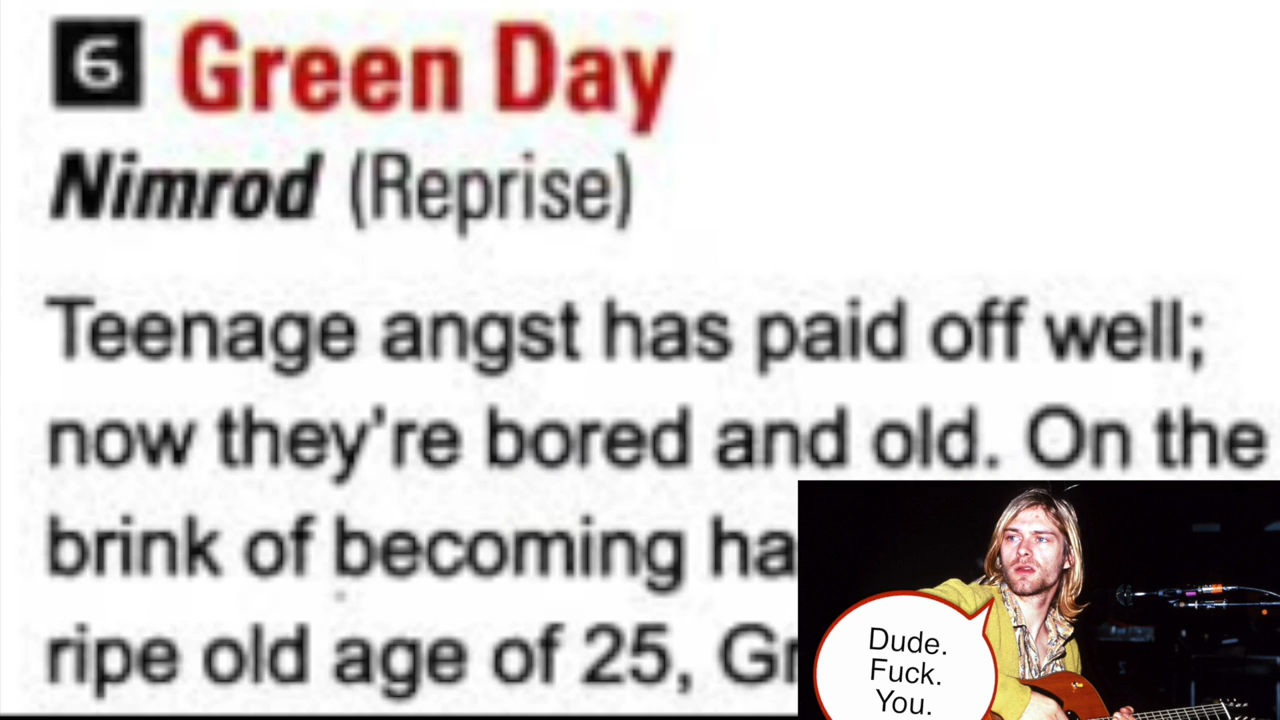 6 Green Day
Nimrod (Reprise)
Teenage angst has paid off well;
now they're bored and old. On the
brink of becoming ha
ripe old age of 25, Gr
Dude.
Fuck.
You.